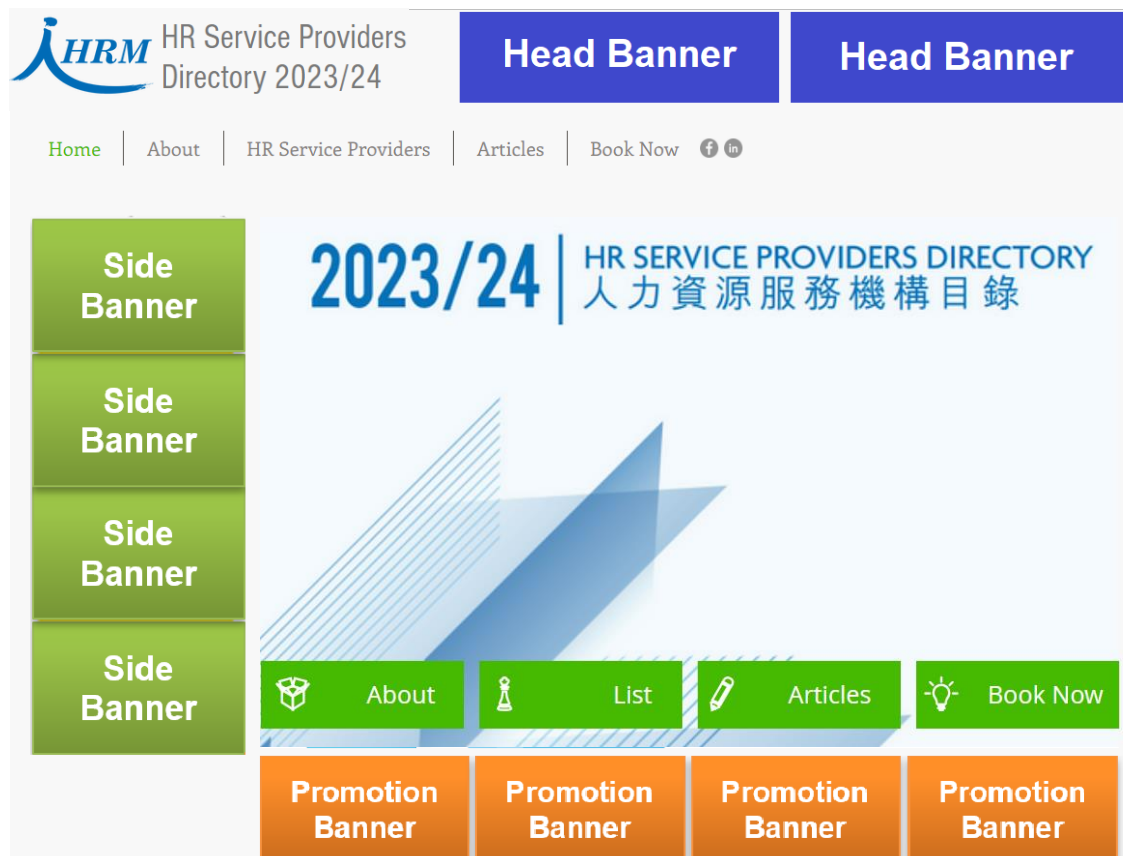 HRM
HR Service Providers
Directory 2023/24
Head Banner
Head Banner
Home
About
HR Service Providers
Articles
Book Now
f
in
Side
Banner
Side
Banner
Side
Banner
Side
Banner
2023/24
HR SERVICE PROVIDERS DIRECTORY
人力資源服務機構目錄
About
List
Articles
Book Now
Promotion
Banner
Promotion
Banner
Promotion
Banner
Promotion
Banner